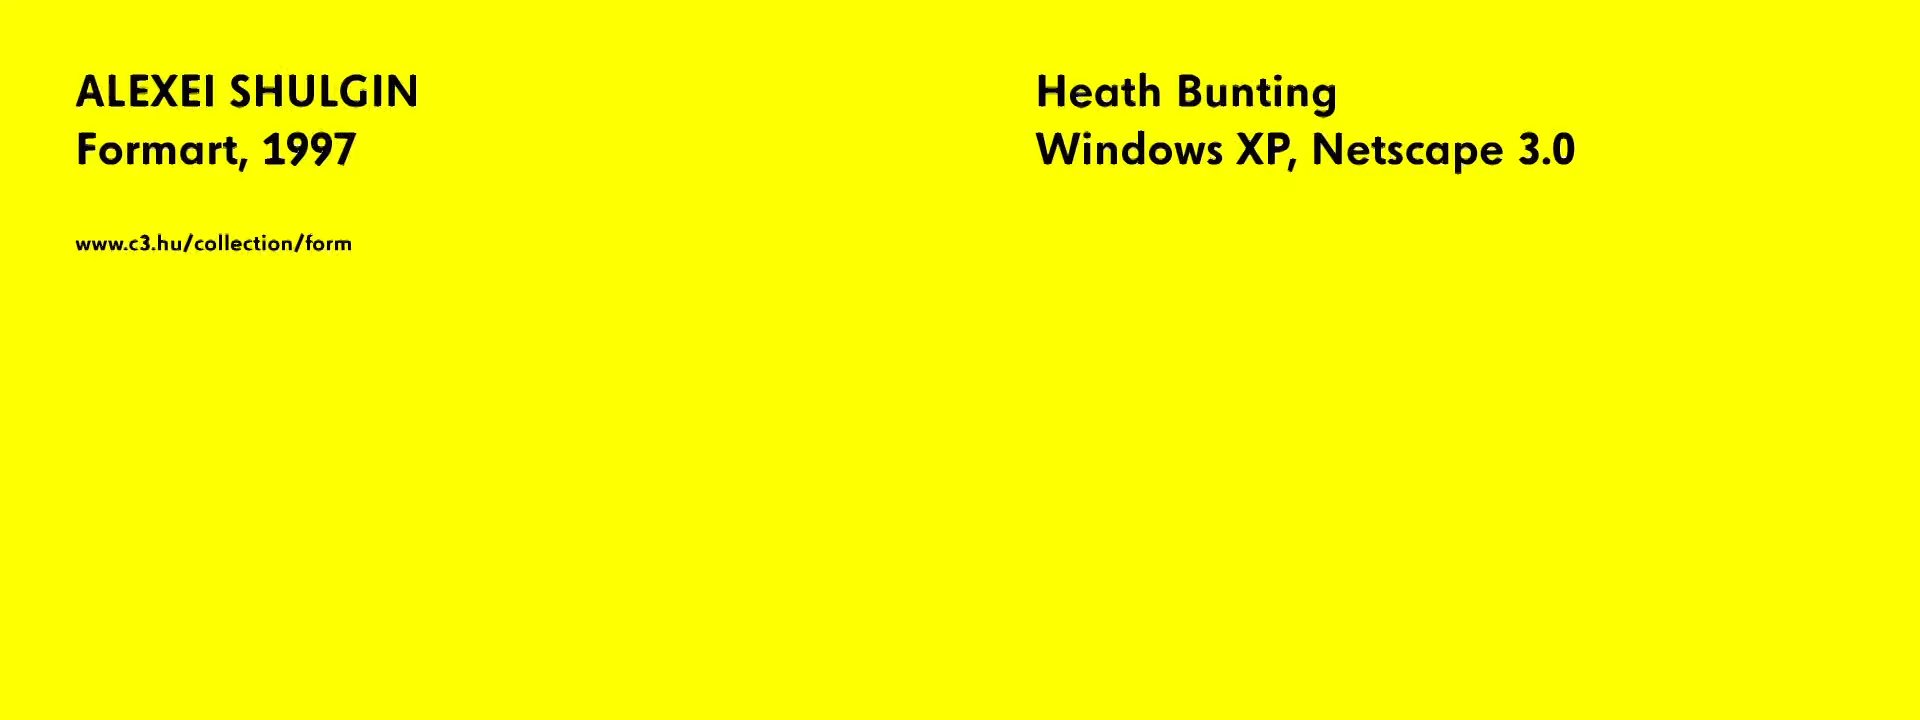 ALEXEI SHULGIN
Formart, 1997
www.c3.hu/collection/form
Heath Bunting
Windows XP, Netscape 3.0